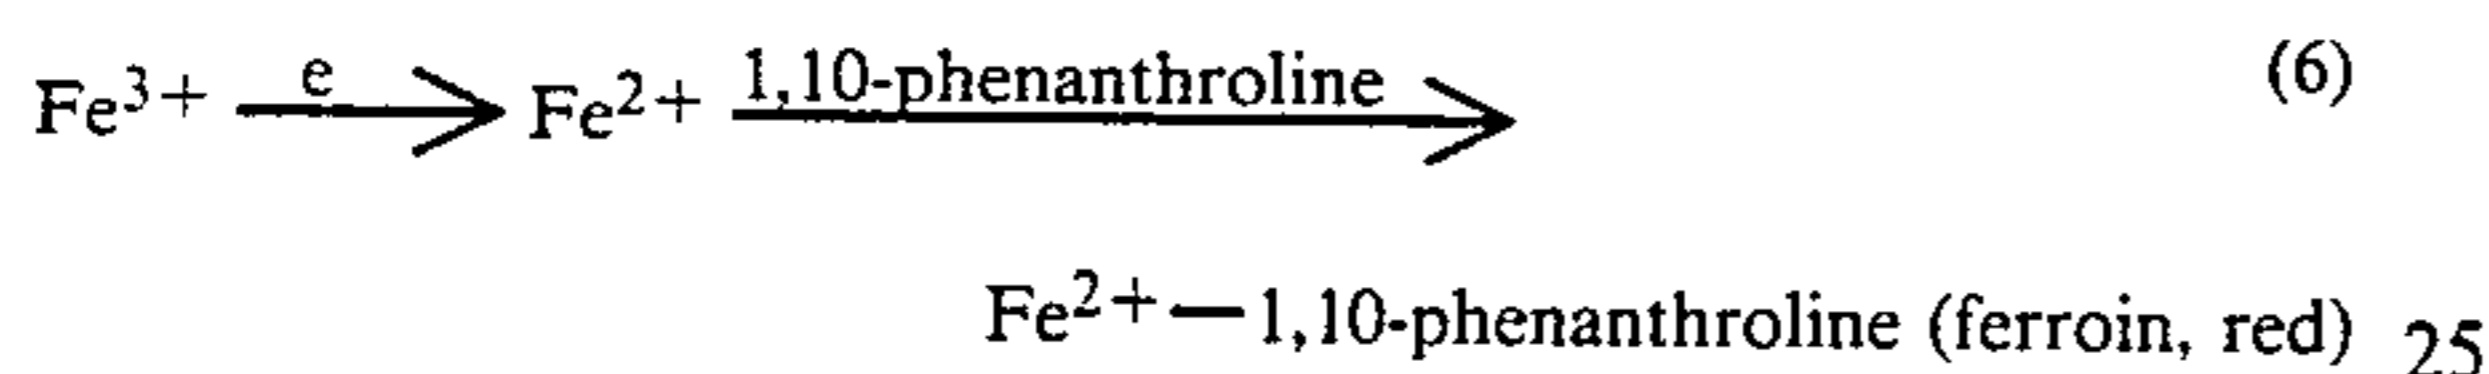 Fe³⁺ —e→ Fe²⁺ —1,10-phenanthroline→ (6)
Fe²⁺—1,10-phenanthroline (ferroin, red) 25